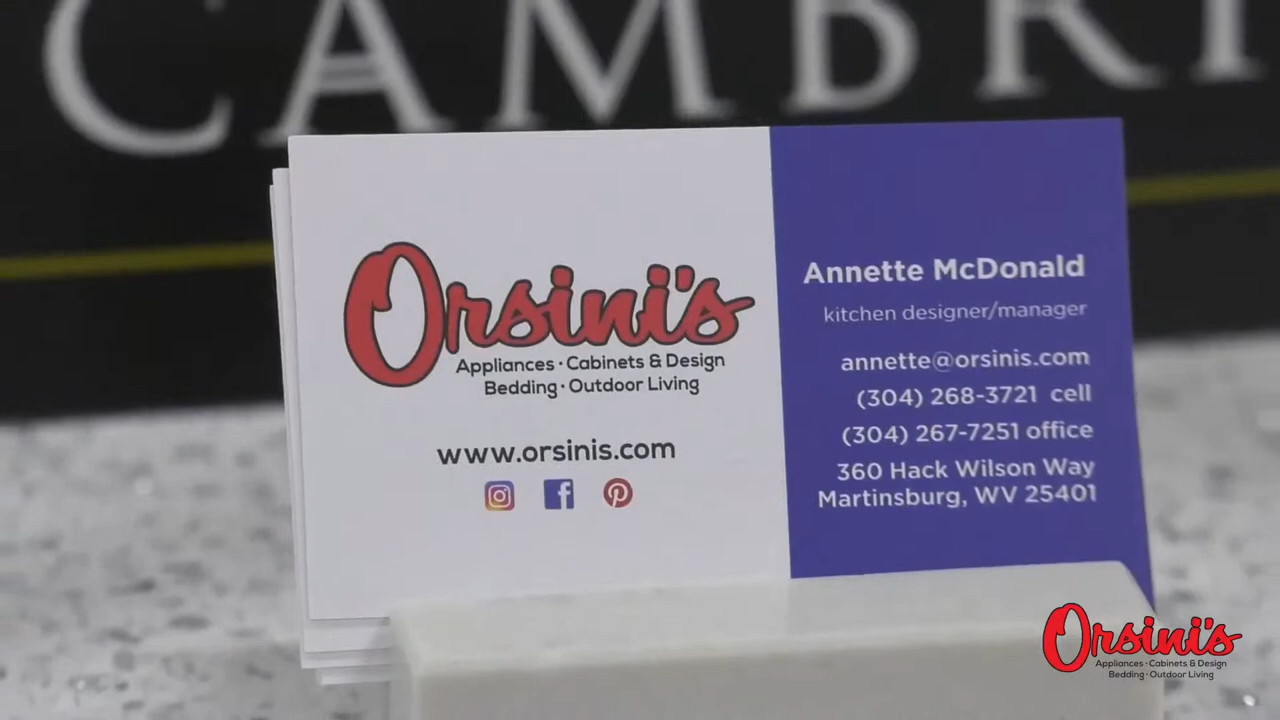 CAMBRI
Orsini's
Appliances · Cabinets & Design
Bedding · Outdoor Living
www.orsinis.com
Annette McDonald
kitchen designer/manager
annette@orsinis.com
(304) 268-3721 cell
(304) 267-7251 office
360 Hack Wilson Way
Martinsburg, WV 25401
Orsini's
Appliances · Cabinets & Design
Bedding · Outdoor Living